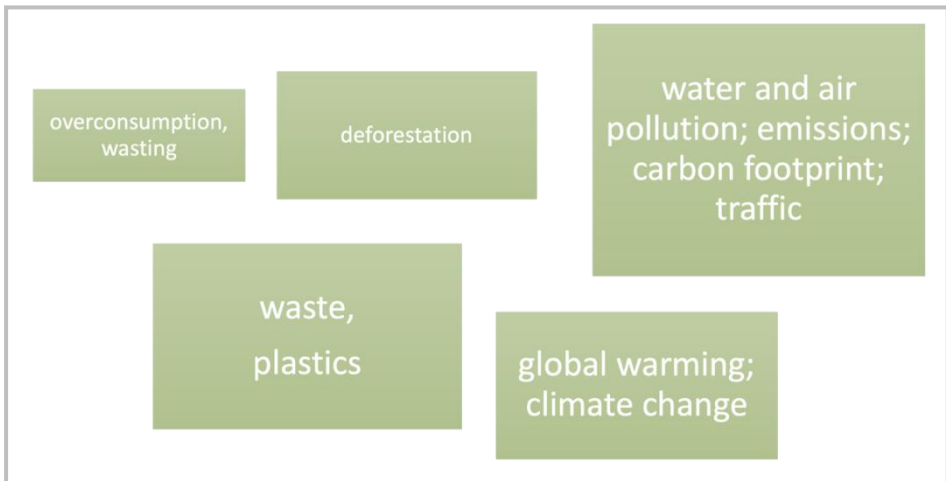 overconsumption,
wasting
deforestation
water and air
pollution; emissions;
carbon footprint;
traffic
waste,
plastics
global warming;
climate change